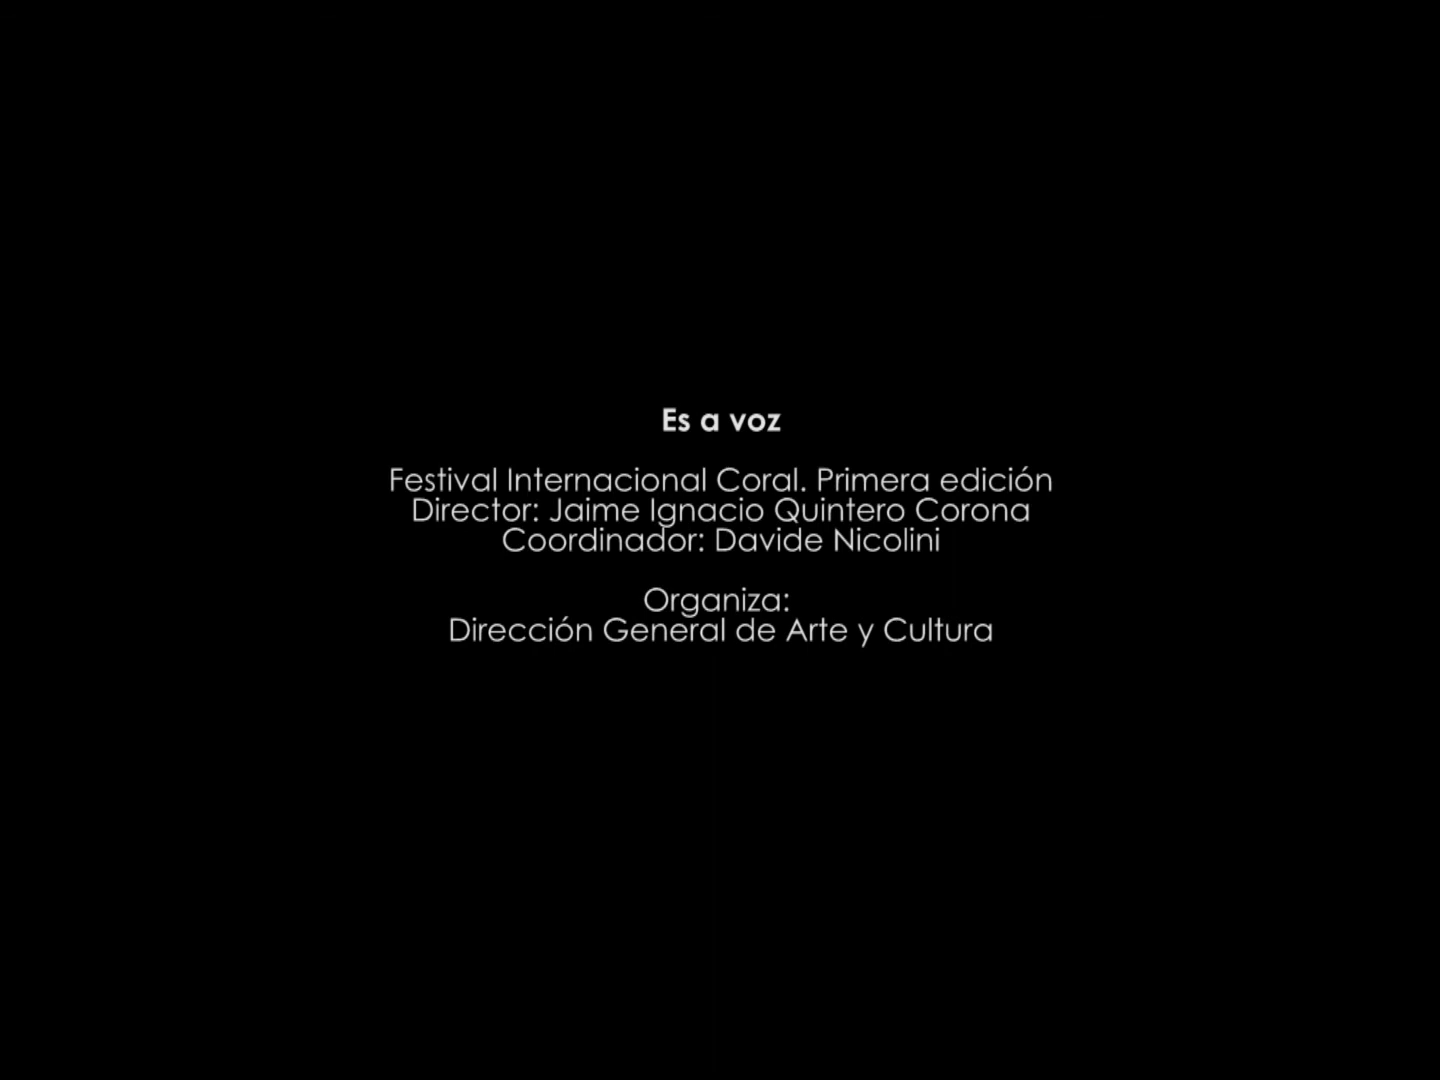 Es a voz
Festival Internacional Coral. Primera edición
Director: Jaime Ignacio Quintero Corona
Coordinador: Davide Nicolini
Organiza:
Dirección General de Arte y Cultura